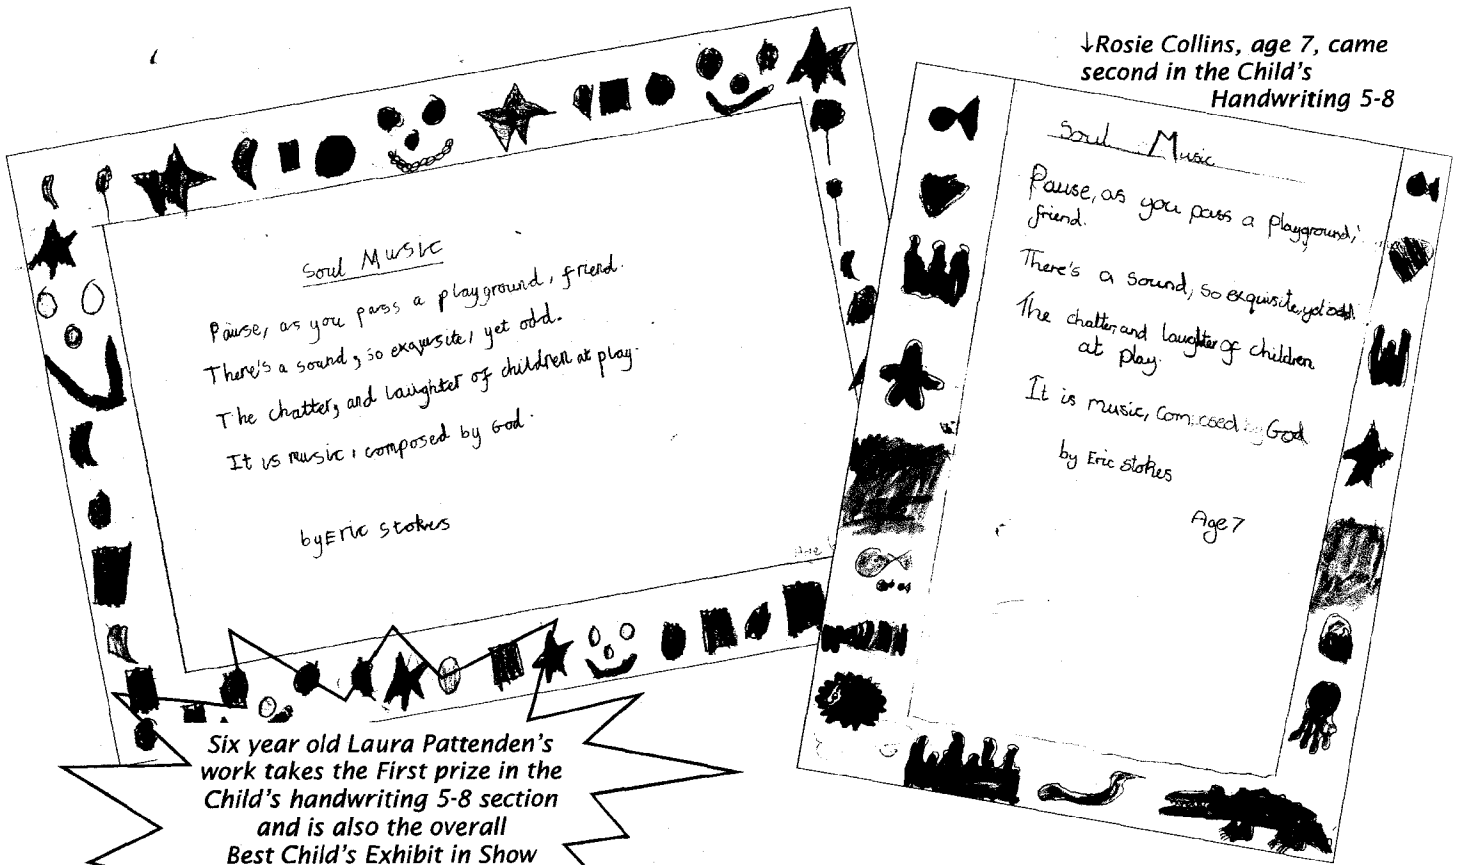 Soul Music
Pause, as you pass a playground, friend.
There's a sound, so exquisite, yet odd.
The chatter, and laughter of children at play.
It is music, composed by God.
by Eric Stokes
Six year old Laura Pattenden's
work takes the First prize in the
Child's handwriting 5-8 section
and is also the overall
Best Child's Exhibit in Show
↓Rosie Collins, age 7, came
second in the Child's
Handwriting 5-8
Soul Music
Pause, as you pass a playground,
friend.
There's a sound, so exquisite, yet odd.
The chatter, and laughter of children
at play.
It is music, Composed by God
by Eric Stokes
Age 7